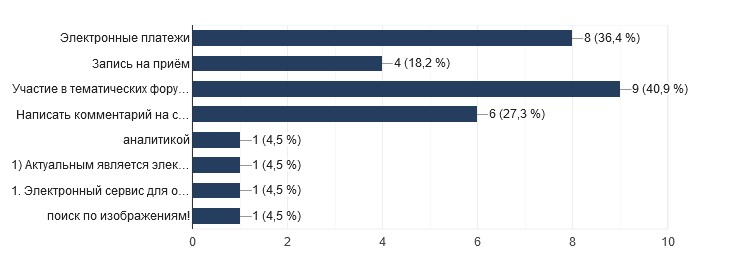 Электронные платежи 8 (36,4 %)
Запись на приём 4 (18,2 %)
Участие в тематических фору… 9 (40,9 %)
Написать комментарий на с… 6 (27,3 %)
аналитикой 1 (4,5 %)
1) Актуальным является элек… 1 (4,5 %)
1. Электронный сервис для о… 1 (4,5 %)
поиск по изображениям! 1 (4,5 %)
0 2 4 6 8 10